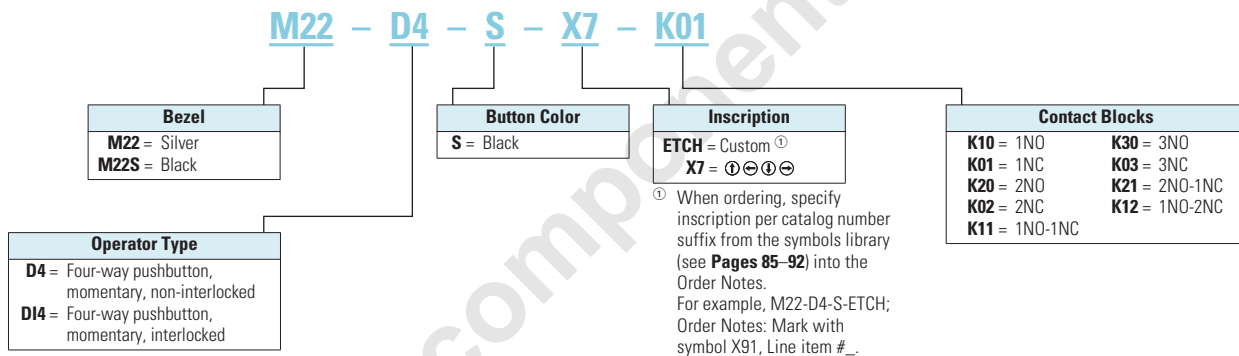 M22 – D4 – S – X7 – K01
Bezel
M22 = Silver
M22S = Black
Operator Type
D4 = Four-way pushbutton,
momentary, non-interlocked
DI4 = Four-way pushbutton,
momentary, interlocked
Button Color
S = Black
Inscription
ETCH = Custom ①
X7 =
① When ordering, specify
inscription per catalog number
suffix from the symbols library
(see Pages 85–92) into the
Order Notes.
For example, M22-D4-S-ETCH;
Order Notes: Mark with
symbol X91, Line item #_.
Contact Blocks
K10 = 1NO K30 = 3NO
K01 = 1NC K03 = 3NC
K20 = 2NO K21 = 2NO-1NC
K02 = 2NC K12 = 1NO-2NC
K11 = 1NO-1NC
component